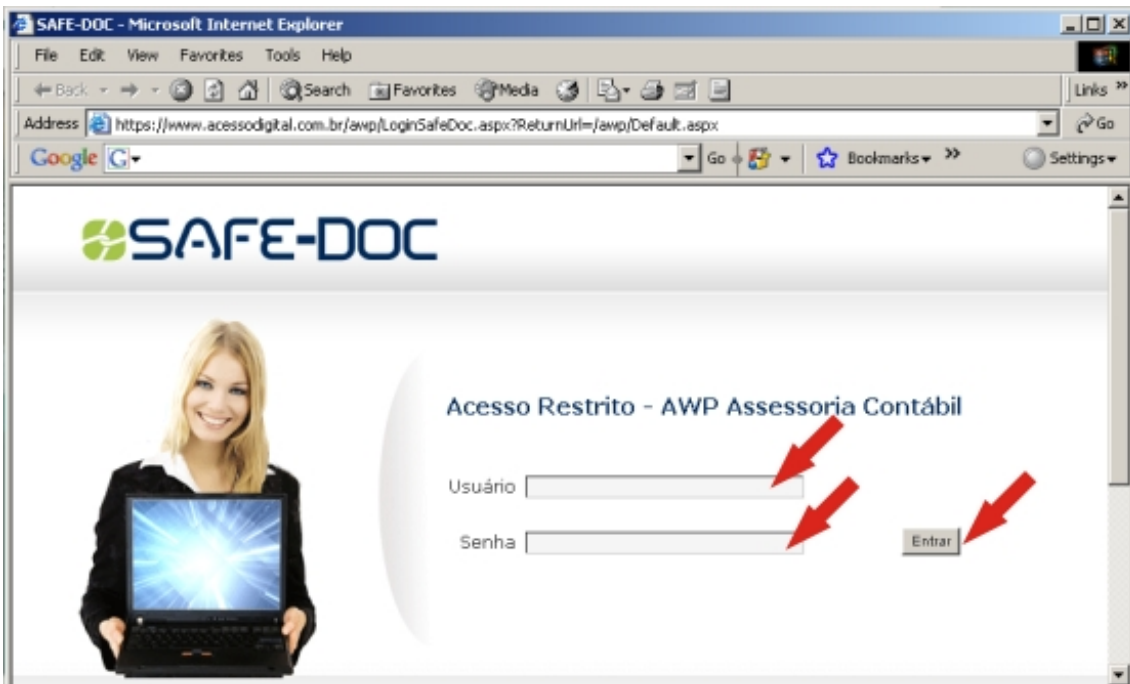 SAFE-DOC - Microsoft Internet Explorer
File Edit View Favorites Tools Help
Back Search Favorites Media Links »
Address https://www.acessodigital.com.br/awp/LoginSafeDoc.aspx?ReturnUrl=/awp/Default.aspx Go
Google G Go Bookmarks » Settings
SAFE-DOC
Acesso Restrito - AWP Assessoria Contábil
Usuário
Senha Entrar